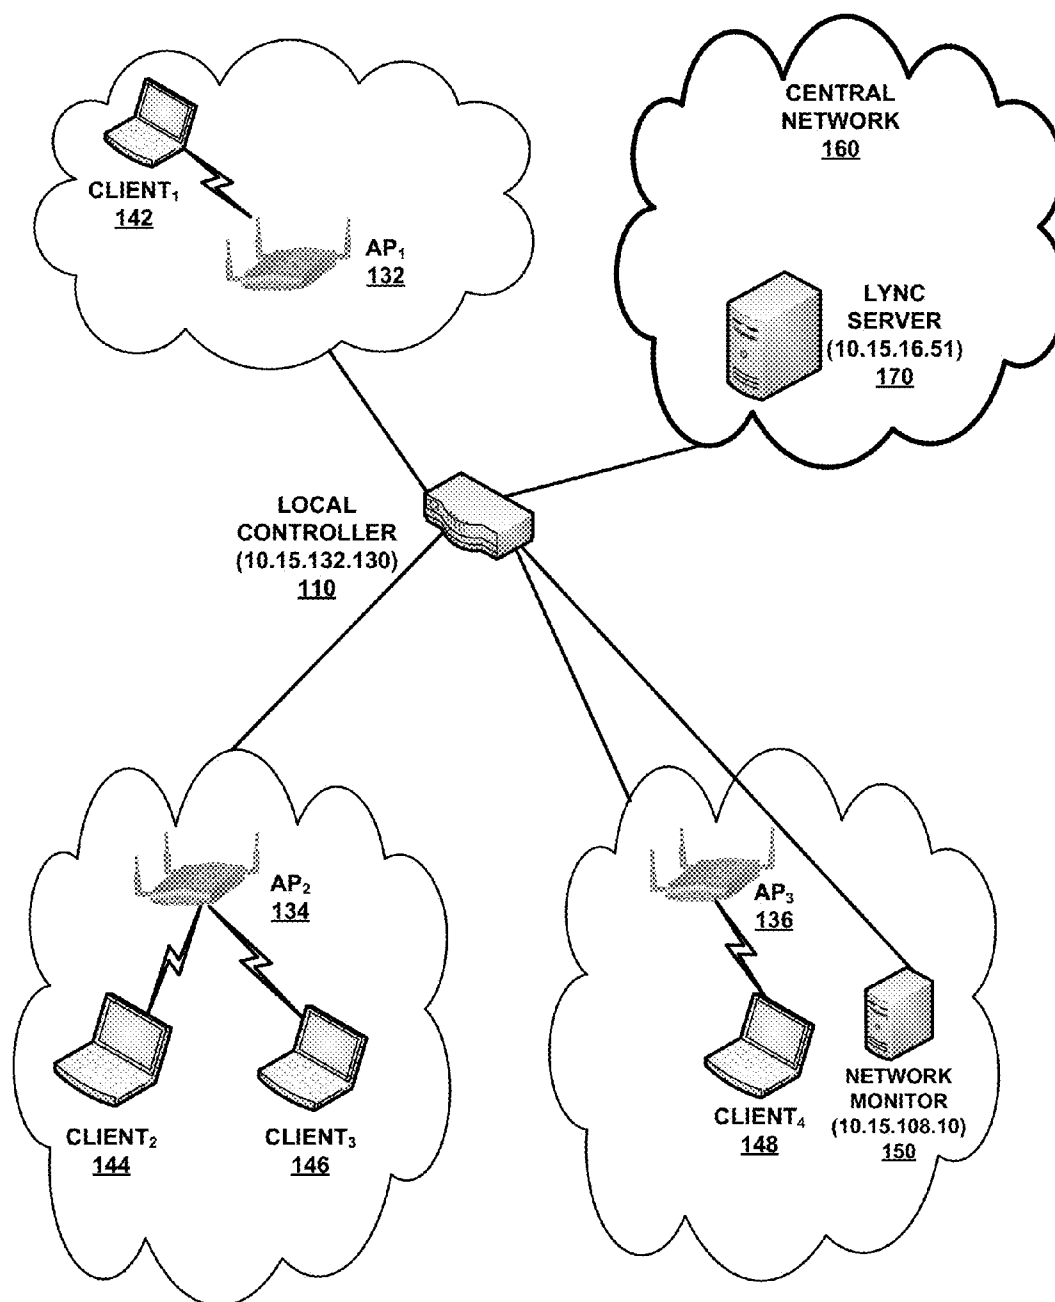 CLIENT₁
142
AP₁
132
CENTRAL
NETWORK
160
LYNC
SERVER
(10.15.16.51)
170
LOCAL
CONTROLLER
(10.15.132.130)
110
AP₂
134
CLIENT₂
144
CLIENT₃
146
AP₃
136
CLIENT₄
148
NETWORK
MONITOR
(10.15.108.10)
150